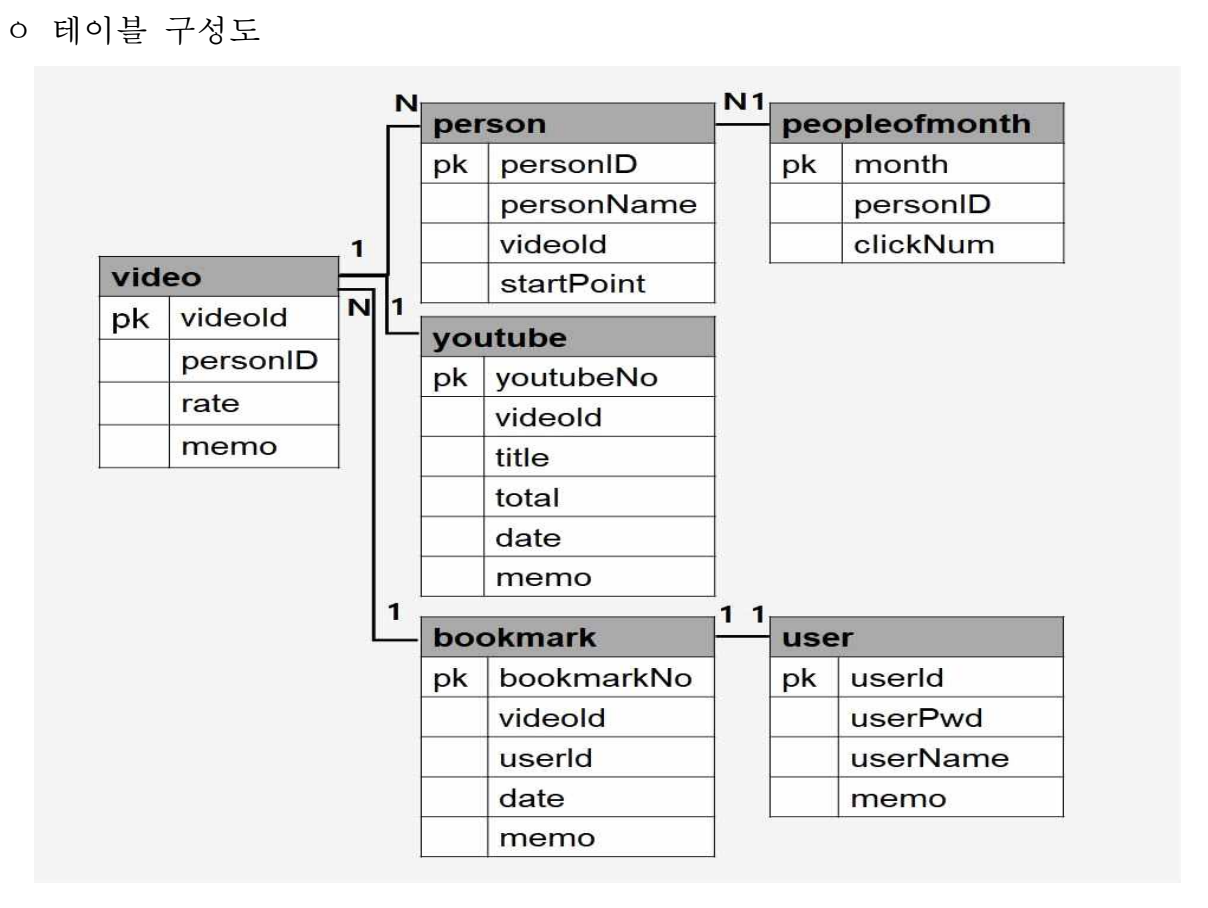 ㅇ 테이블 구성도
N
person
pk personID
personName
videoId
startPoint
N 1
peopleofmonth
pk month
personID
clickNum
1
video
pk videoId
personID
rate
memo
N
1
youtube
pk youtubeNo
videoId
title
total
date
memo
1
bookmark
pk bookmarkNo
videoId
userId
date
memo
1 1
user
pk userId
userPwd
userName
memo